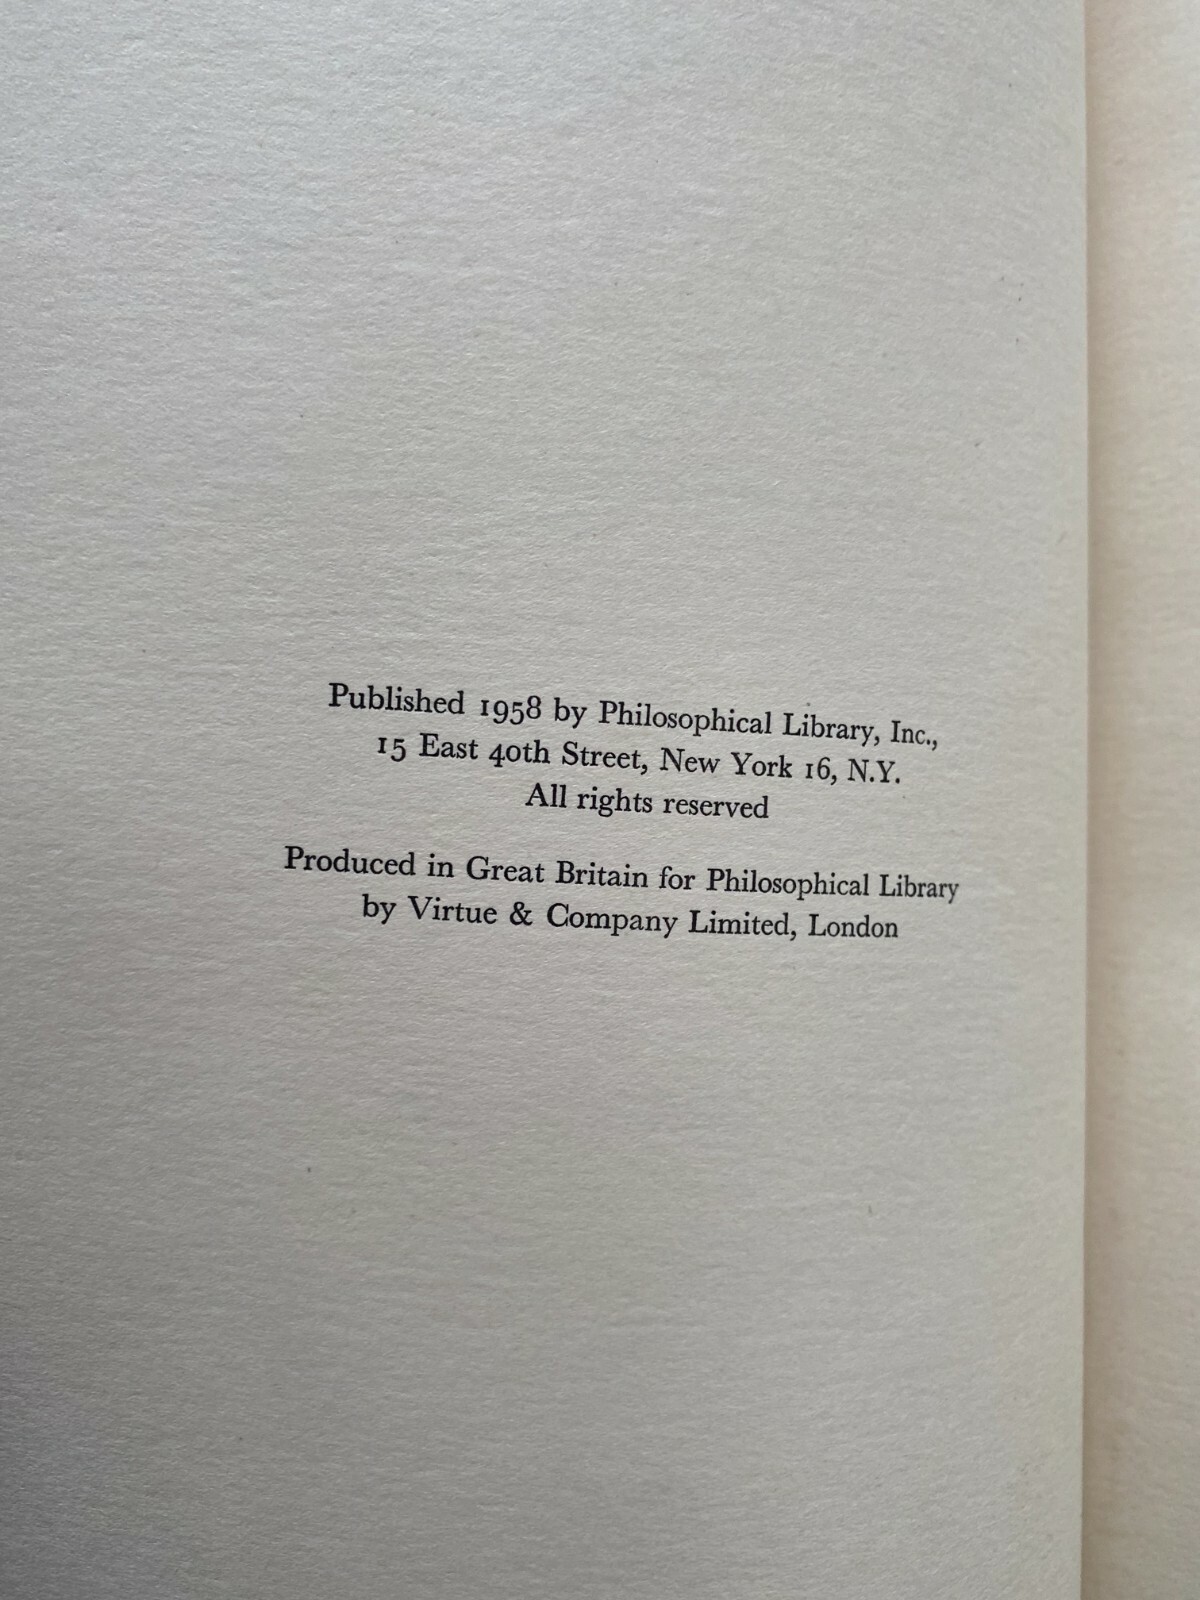 Published 1958 by Philosophical Library, Inc.,
15 East 40th Street, New York 16, N.Y.
All rights reserved
Produced in Great Britain for Philosophical Library
by Virtue & Company Limited, London